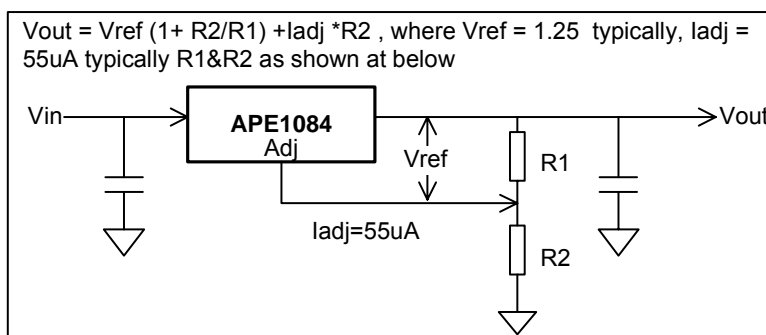 Vout = Vref (1+ R2/R1) +Iadj *R2 , where Vref = 1.25  typically, Iadj =
55uA typically R1&R2 as shown at below
Vin
APE1084
Adj
Vref
R1
Vout
Iadj=55uA
R2